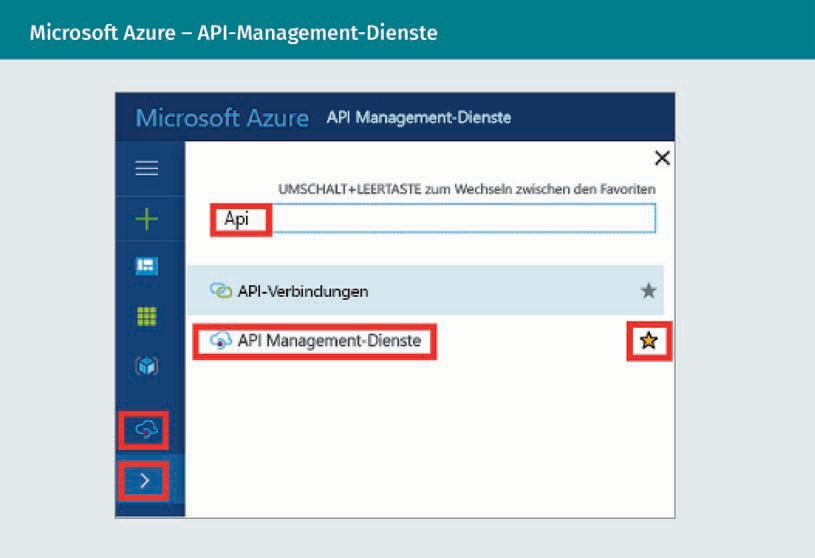 Microsoft Azure – API-Management-Dienste
Microsoft Azure API Management-Dienste
UMSCHALT+LEERTASTE zum Wechseln zwischen den Favoriten
Api
API-Verbindungen
API Management-Dienste